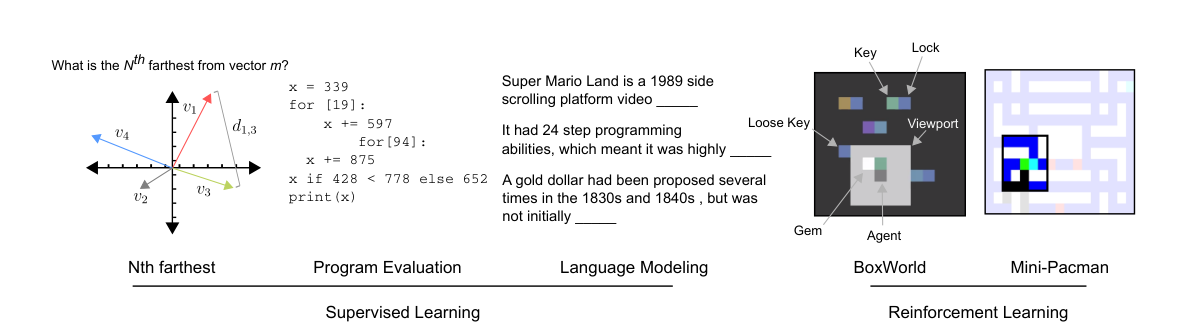 What is the Nth farthest from vector m?
v1
v4
d1,3
v3
v2
x = 339
for [19]:
x += 597
for[94]:
x += 875
x if 428 < 778 else 652
print(x)
Super Mario Land is a 1989 side
scrolling platform video _____
It had 24 step programming
abilities, which meant it was highly _____
A gold dollar had been proposed several
times in the 1830s and 1840s , but was
not initially _____
Key
Lock
Loose Key
Viewport
Gem
Agent
Nth farthest
Program Evaluation
Language Modeling
BoxWorld
Mini-Pacman
Supervised Learning
Reinforcement Learning